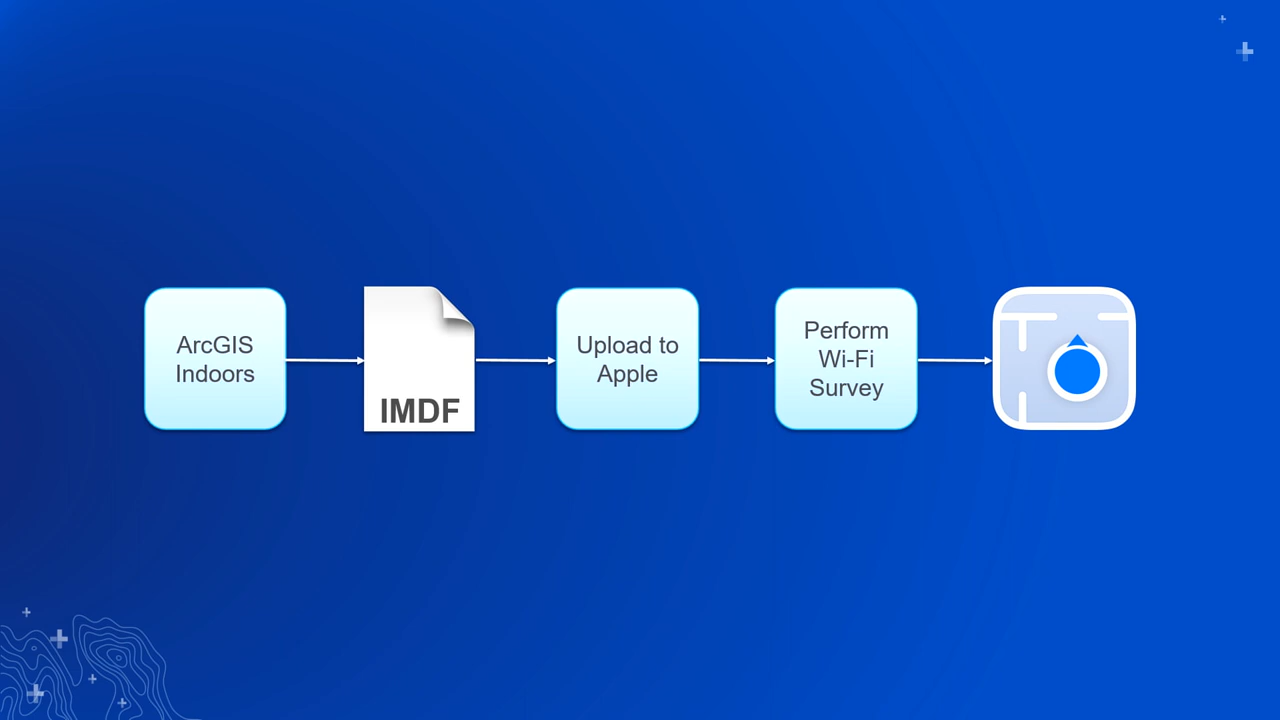 ArcGIS
Indoors
IMDF
Upload to
Apple
Perform
Wi-Fi
Survey